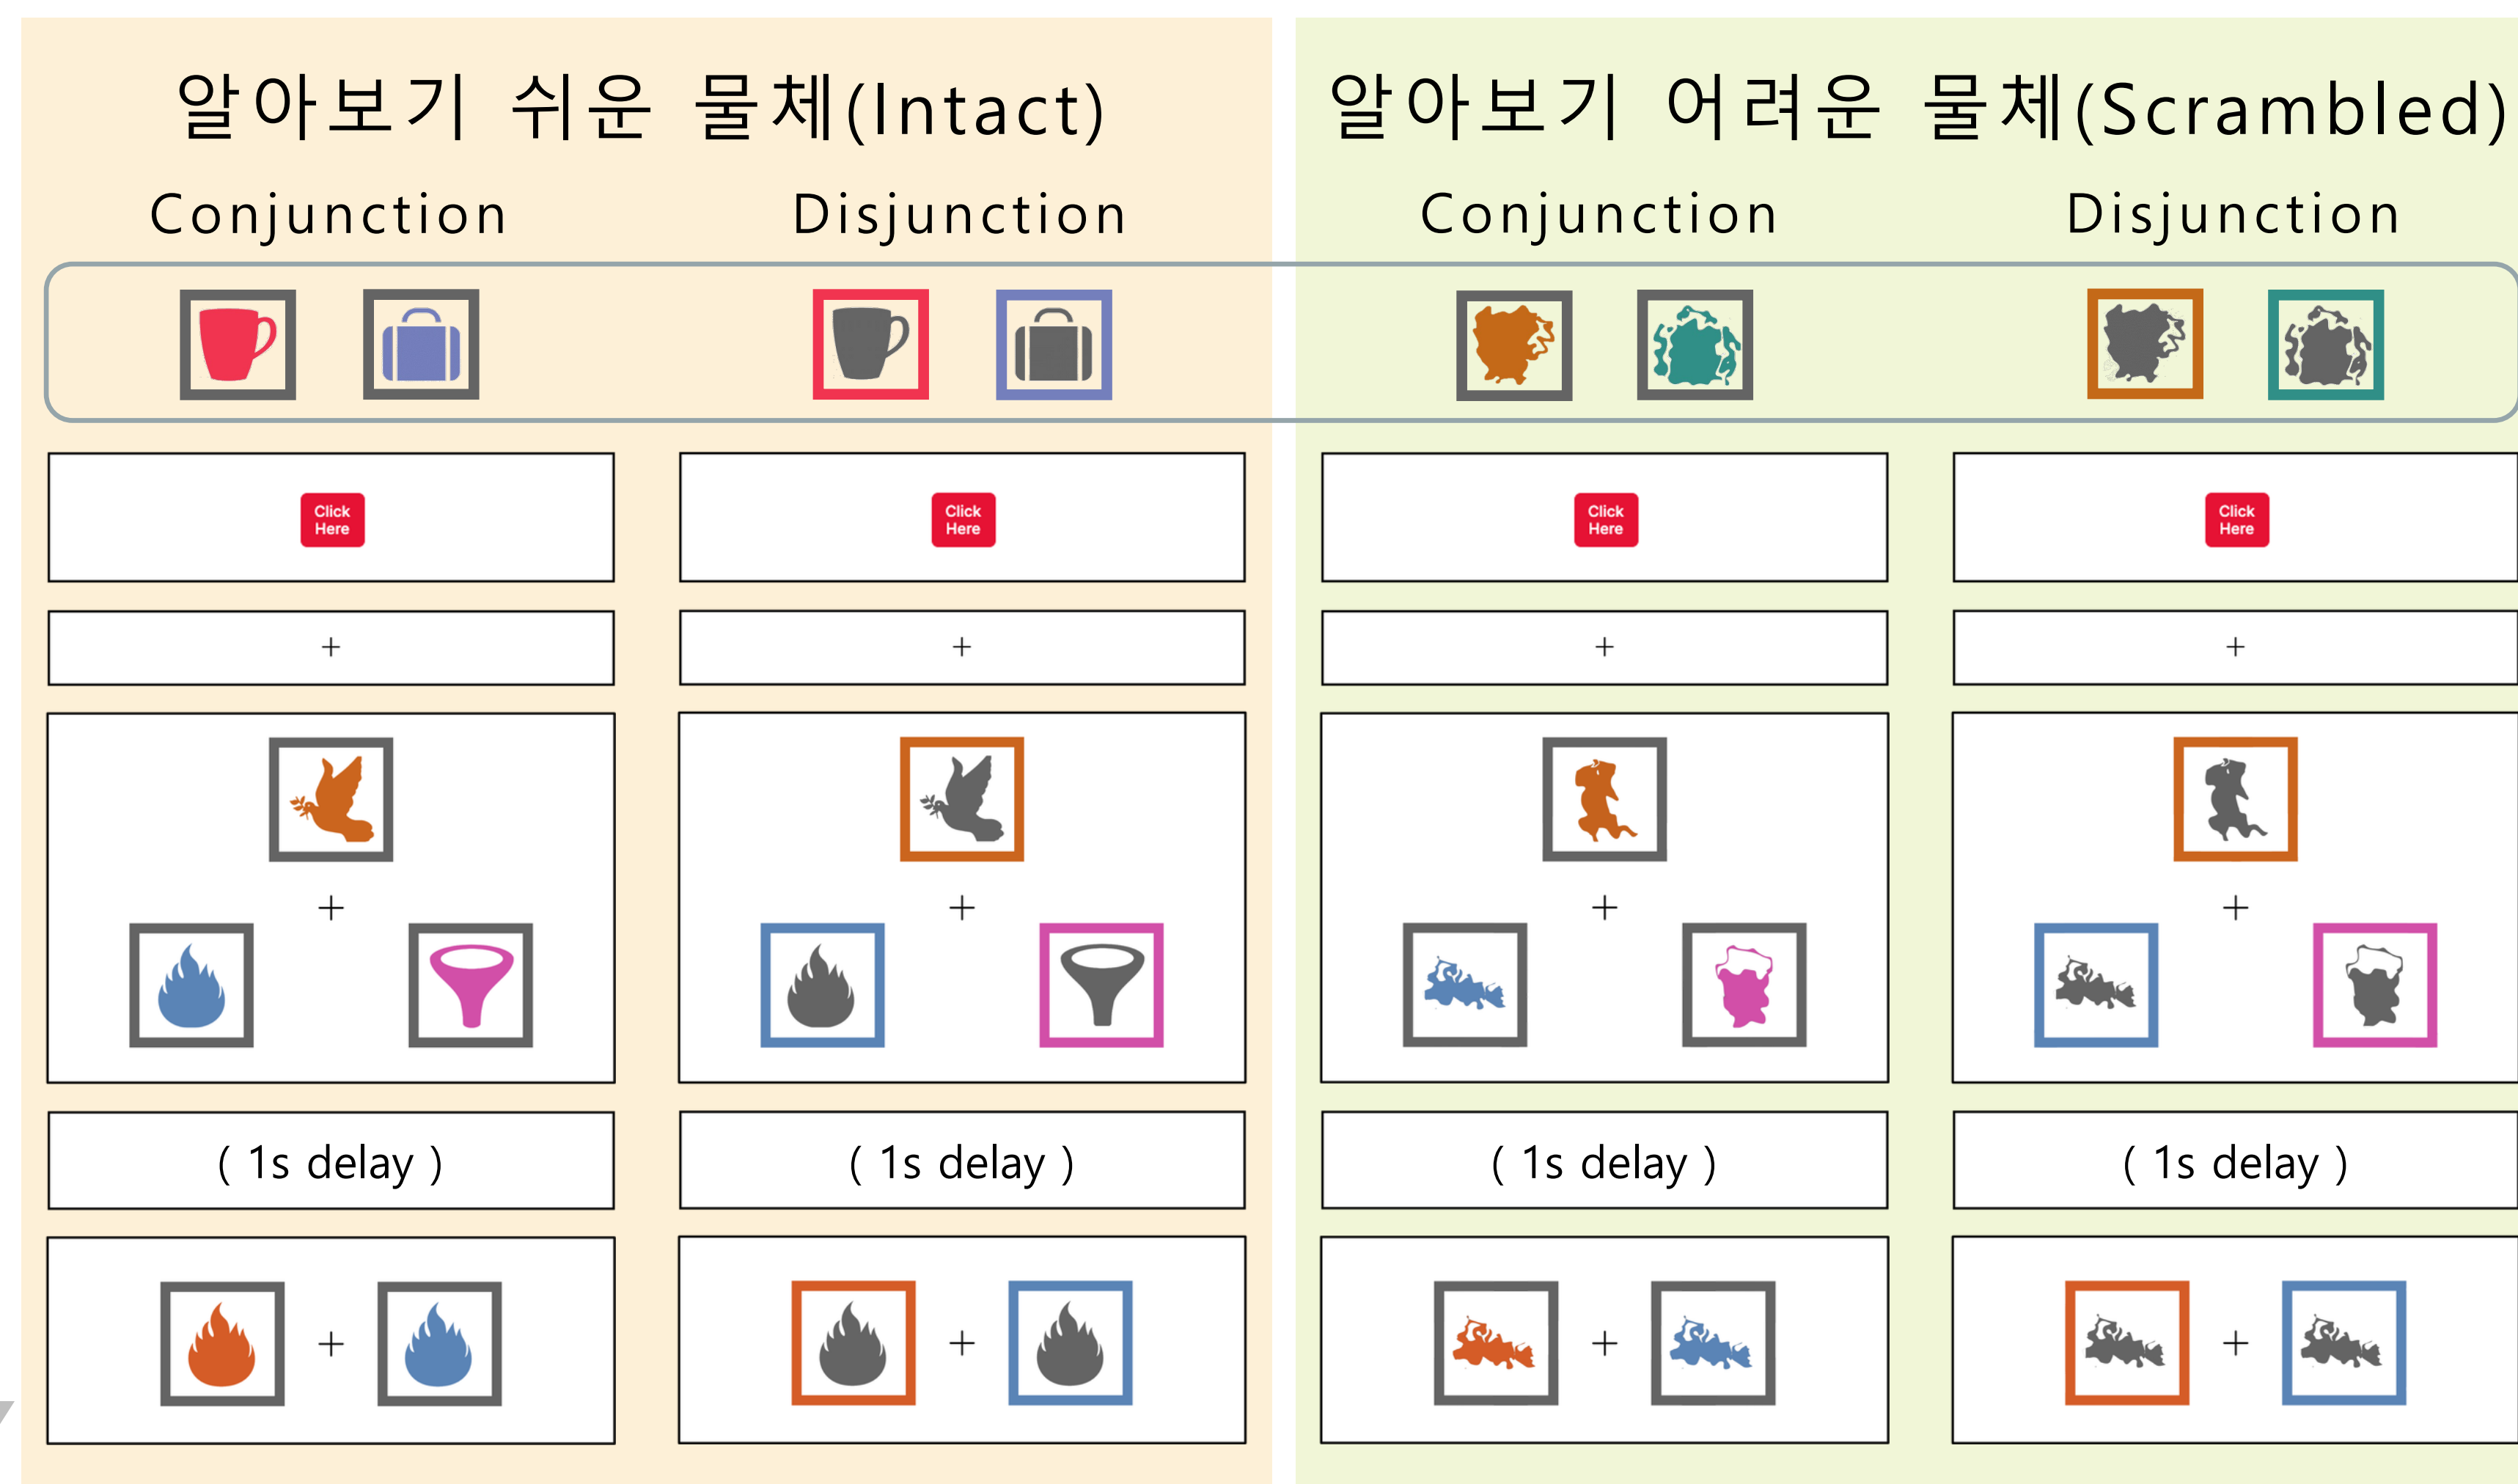 알아보기 쉬운 물체(Intact)
알아보기 어려운 물체(Scrambled)
Conjunction
Disjunction
Conjunction
Disjunction
Click
Here
Click
Here
Click
Here
Click
Here
+
+
+
+
+
+
+
+
( 1s delay )
( 1s delay )
( 1s delay )
( 1s delay )
+
+
+
+